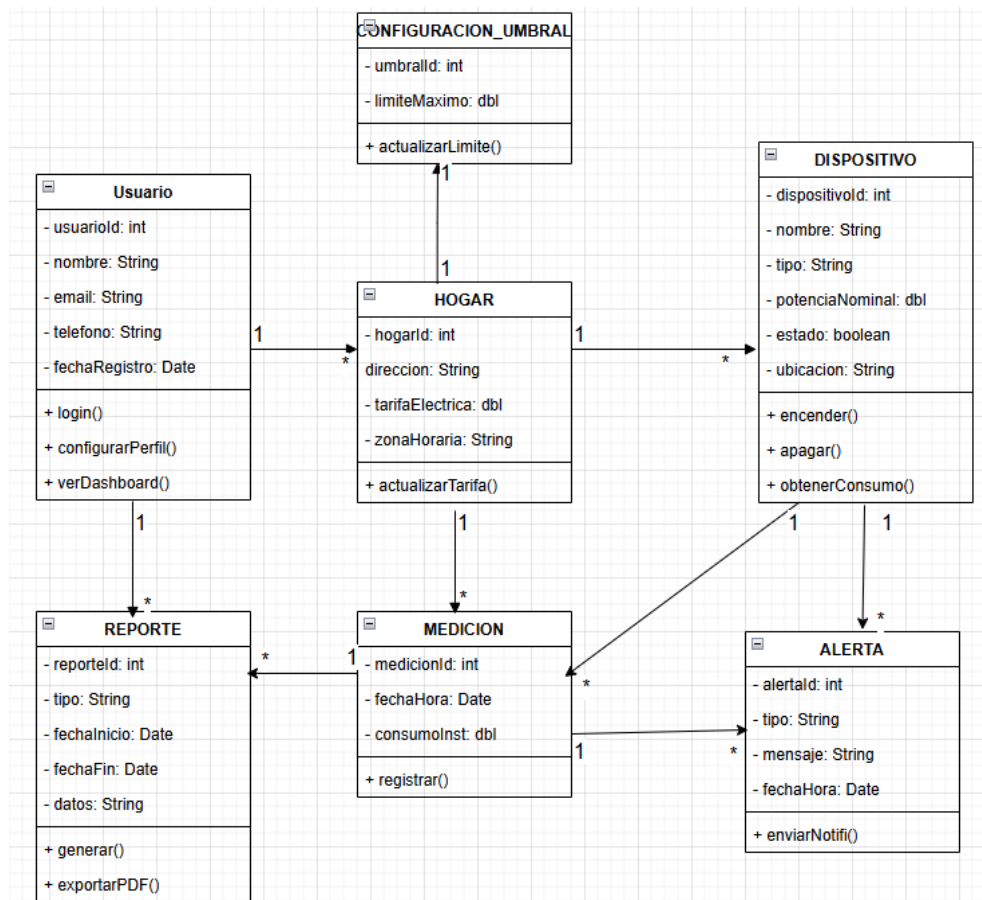 CONFIGURACION_UMBRAL
- umbralId: int
- limiteMaximo: dbl
+ actualizarLimite()
1
1
Usuario
- usuarioId: int
- nombre: String
- email: String
- telefono: String
- fechaRegistro: Date
+ login()
+ configurarPerfil()
+ verDashboard()
1
*
HOGAR
- hogarId: int
direccion: String
- tarifaElectrica: dbl
- zonaHoraria: String
+ actualizarTarifa()
1
*
DISPOSITIVO
- dispositivoId: int
- nombre: String
- tipo: String
- potenciaNominal: dbl
- estado: boolean
- ubicacion: String
+ encender()
+ apagar()
+ obtenerConsumo()
1
*
1
*
1
*
1
*
REPORTE
- reporteId: int
- tipo: String
- fechaInicio: Date
- fechaFin: Date
- datos: String
+ generar()
+ exportarPDF()
*
1
MEDICION
- medicionId: int
- fechaHora: Date
- consumoInst: dbl
+ registrar()
1
*
ALERTA
- alertaId: int
- tipo: String
- mensaje: String
- fechaHora: Date
+ enviarNotifi()